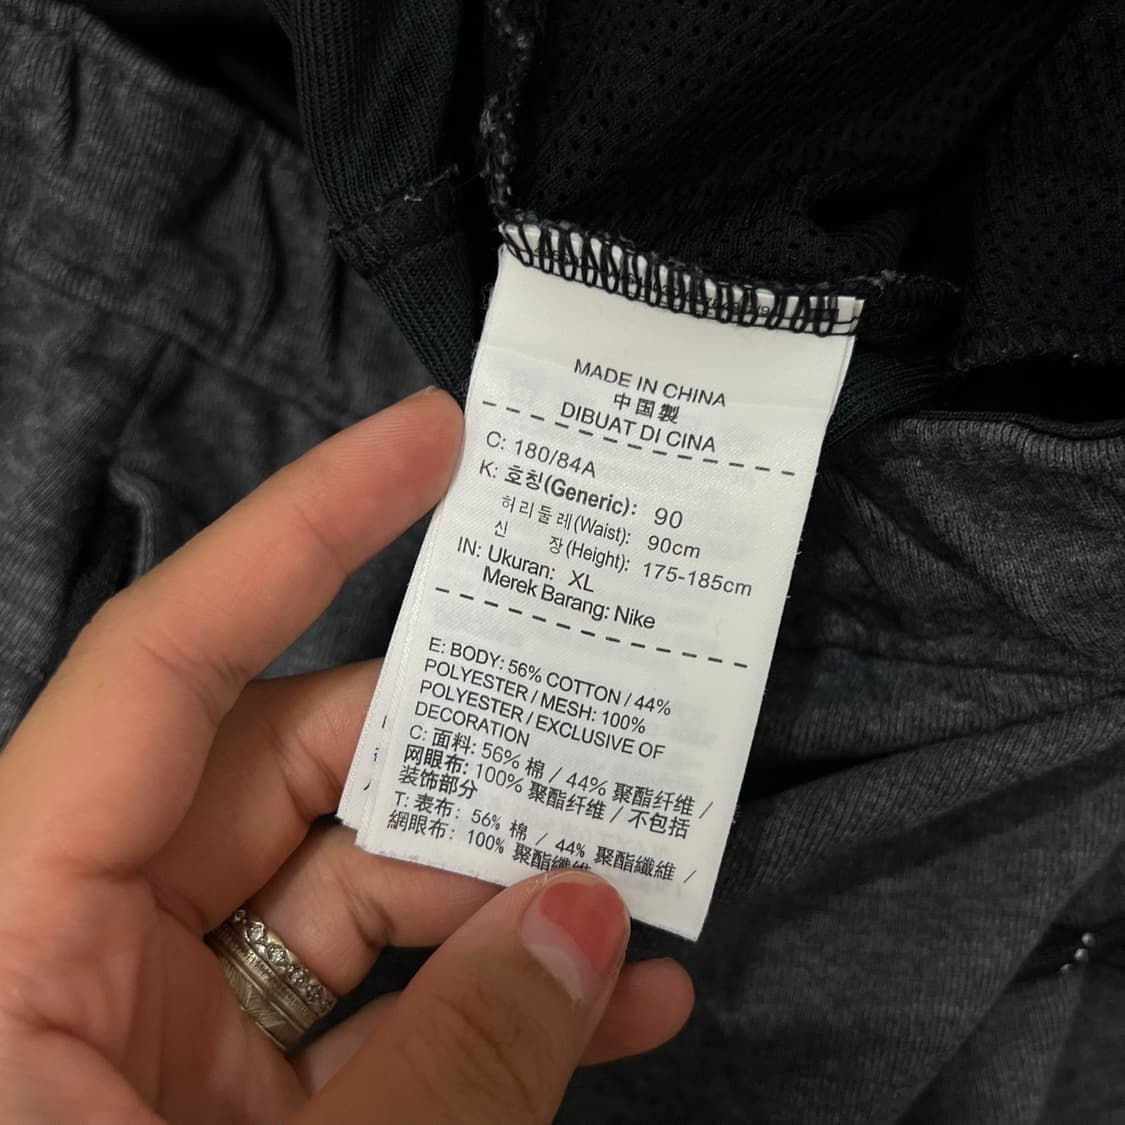 MADE IN CHINA
中国製
DIBUAT DI CINA
C: 180/84A
K: 호칭(Generic): 90
허리둘레(Waist): 90cm
신 장(Height): 175-185cm
IN: Ukuran: XL
Merek Barang: Nike
E: BODY: 56% COTTON / 44%
POLYESTER / MESH: 100%
POLYESTER / EXCLUSIVE OF
DECORATION
C: 面料: 56% 棉 / 44% 聚酯纤维 /
网眼布: 100% 聚酯纤维 / 不包括
装饰部分
T: 表布: 56% 棉 / 44% 聚酯纖維 /
網眼布: 100% 聚酯纖維